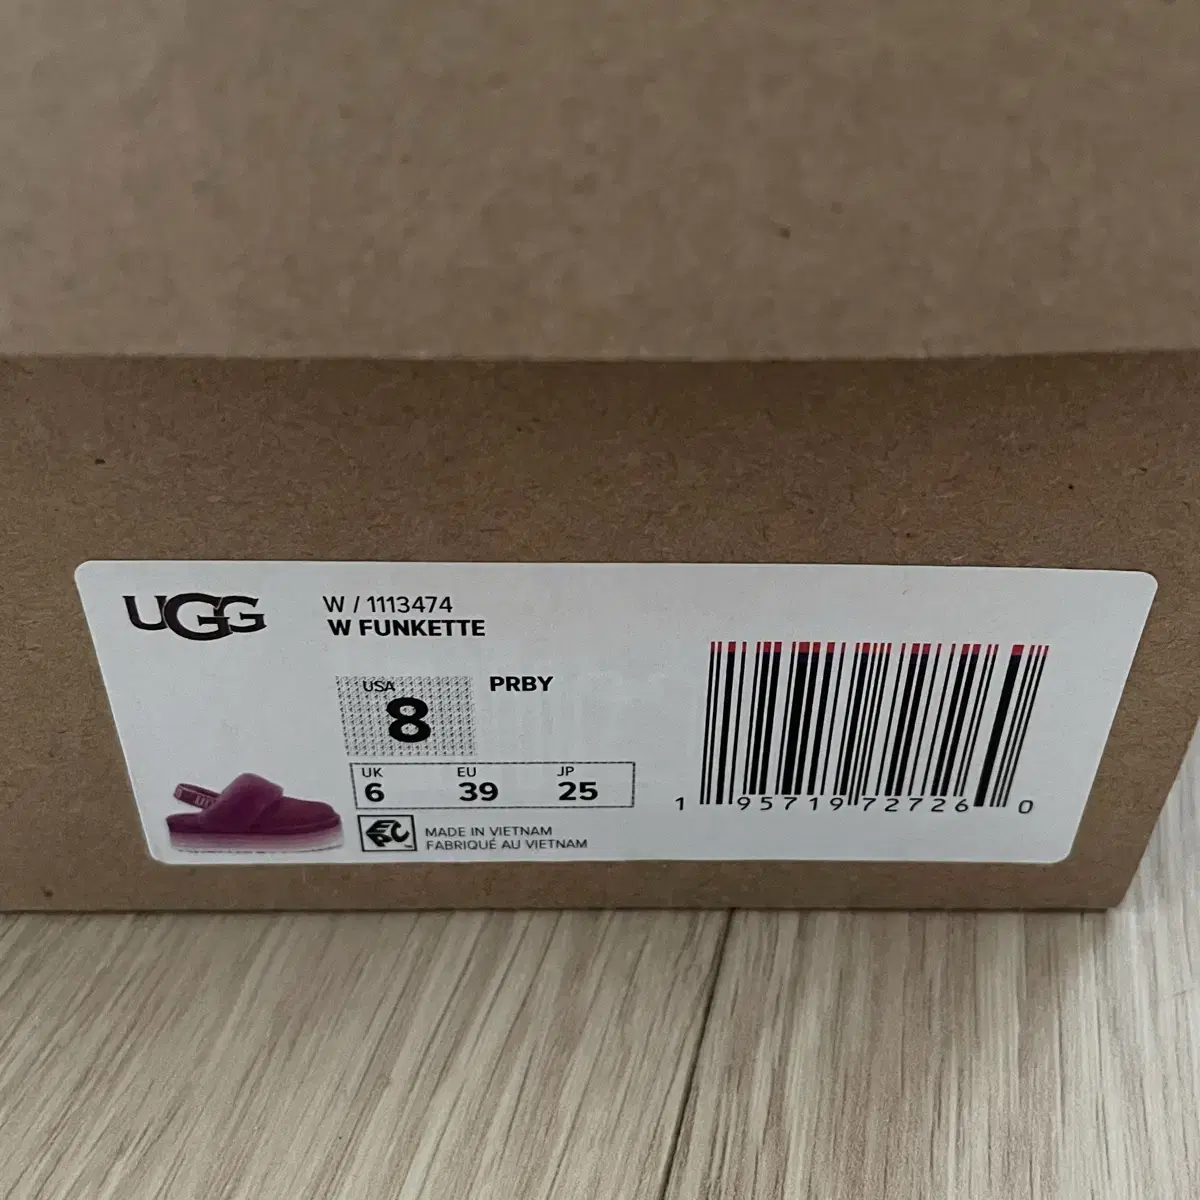 UGG
W / 1113474
W FUNKETTE
USA
8
PRBY
UK EU JP
6 39 25
MADE IN VIETNAM
FABRIQUÉ AU VIETNAM
1 95719 72726 0